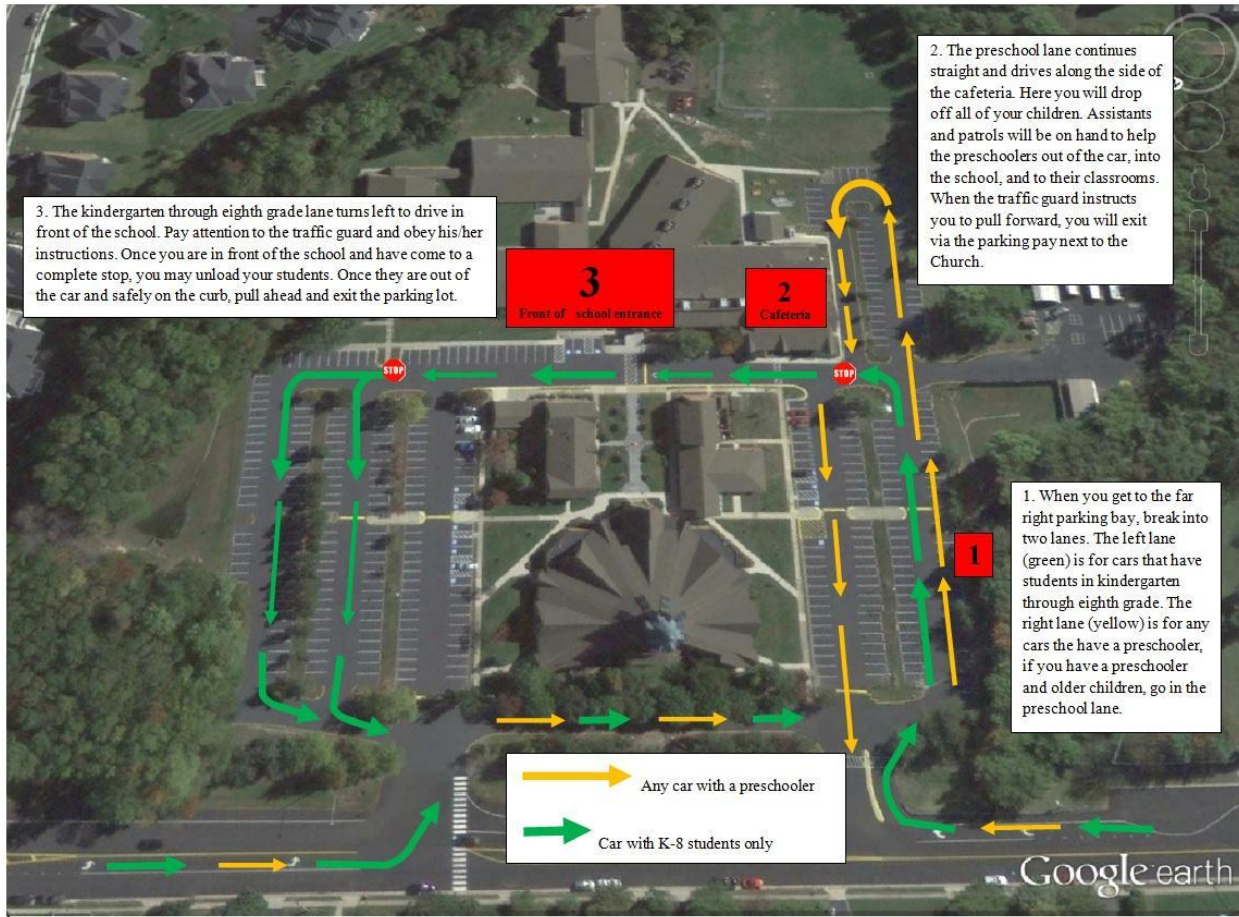 2. The preschool lane continues
straight and drives along the side of
the cafeteria. Here you will drop
off all of your children. Assistants
and patrols will be on hand to help
the preschoolers out of the car, into
the school, and to their classrooms.
When the traffic guard instructs
you to pull forward, you will exit
via the parking pay next to the
Church.
3. The kindergarten through eighth grade lane turns left to drive in
front of the school. Pay attention to the traffic guard and obey his/her
instructions. Once you are in front of the school and have come to a
complete stop, you may unload your students. Once they are out of
the car and safely on the curb, pull ahead and exit the parking lot.
3
Front of school entrance
2
Cafeteria
STOP
STOP
1. When you get to the far
right parking bay, break into
two lanes. The left lane
(green) is for cars that have
students in kindergarten
through eighth grade. The
right lane (yellow) is for any
cars the have a preschooler,
if you have a preschooler
and older children, go in the
preschool lane.
1
Any car with a preschooler
Car with K-8 students only
Google earth